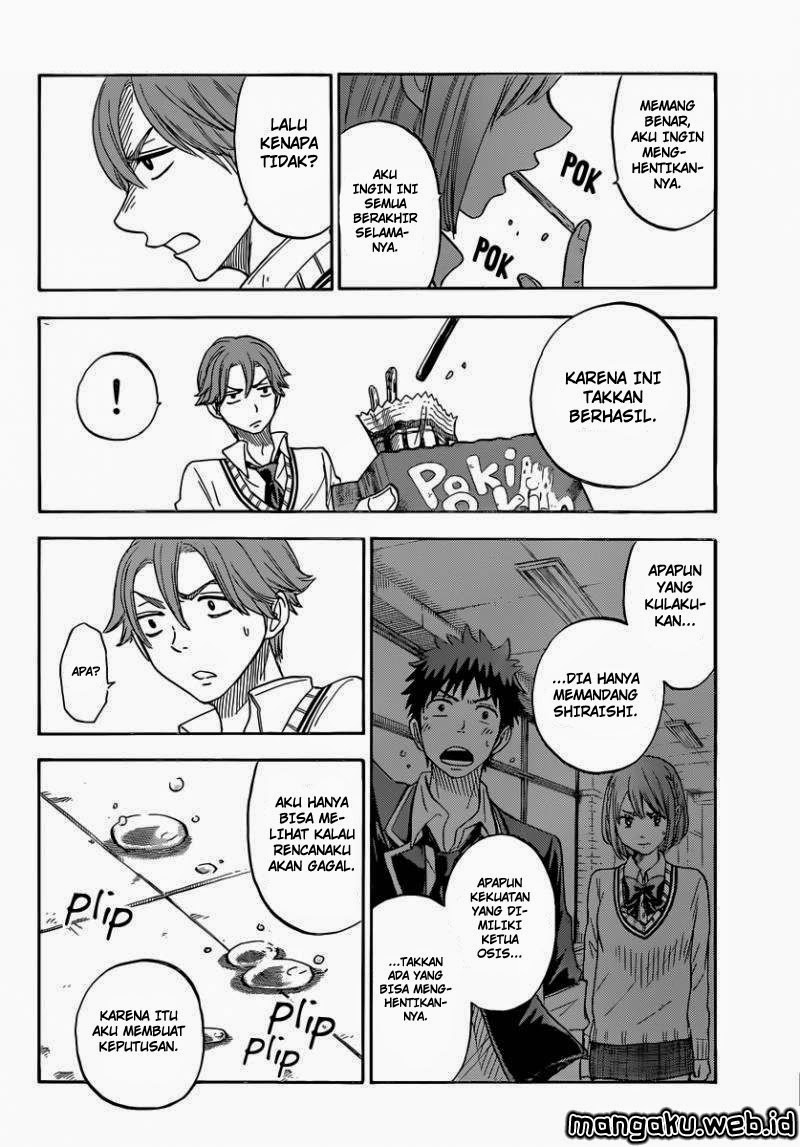 MEMANG
BENAR,
AKU INGIN
MENG-
HENTIKAN-
NYA.
POK
POK
AKU
INGIN INI
SEMUA
BERAKHIR
SELAMA-
NYA.
LALU
KENAPA
TIDAK?
KARENA INI
TAKKAN
BERHASIL.
!
Poki
APAPUN
YANG
KULAKU-
KAN...
...DIA HANYA
MEMANDANG
SHIRAISHI.
APAPUN
KEKUATAN
YANG DI-
MILIKI
KETUA
OSIS...
...TAKKAN
ADA YANG
BISA MENG-
HENTIKAN-
NYA.
APA?
AKU HANYA
BISA ME-
LIHAT KALAU
RENCANAKU
AKAN GAGAL.
plip
plip
plip
KARENA ITU
AKU MEMBUAT
KEPUTUSAN.
mangaku.web.id